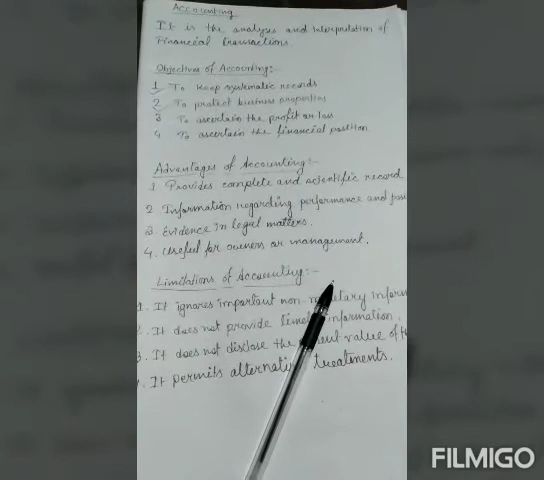 Accounting
It is the analysis and interpretation of
Financial transactions.
Objectives of Accounting:-
1 To keep systematic records
2 To protect business properties
3 To ascertain the profit or loss
4 To ascertain the financial position
Advantages of Accounting:-
1 Provides complete and scientific record
2 Information regarding performance and
3 Evidence in legal matters.
4. Useful for owners or management.
Limitations of Accounting:-
1. It ignores important non-
2. It does not provide information.
3. It does not disclose the value of
4. It permits treatments.
FILMIGO